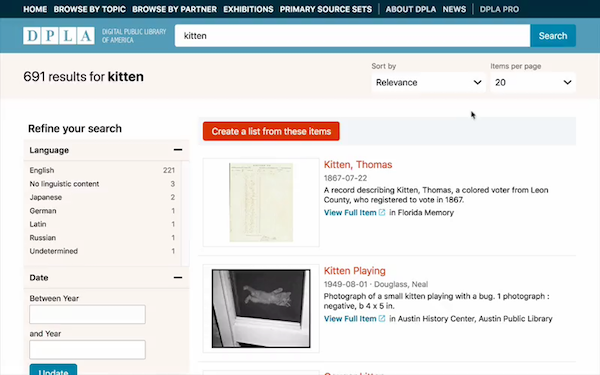 HOME BROWSE BY TOPIC BROWSE BY PARTNER EXHIBITIONS PRIMARY SOURCE SETS ABOUT DPLA NEWS DPLA PRO
DPLA DIGITAL PUBLIC LIBRARY
OF AMERICA
kitten Search
691 results for kitten
Sort by
Relevance
Items per page
20
Refine your search
Language
English 221
No linguistic content 3
Japanese 2
German 1
Latin 1
Russian 1
Undetermined 1
Date
Between Year
and Year
Update
Create a list from these items
Kitten, Thomas
1867-07-22
A record describing Kitten, Thomas, a colored voter from Leon
County, who registered to vote in 1867.
View Full Item in Florida Memory
Kitten Playing
1949-08-01 · Douglass, Neal
Photograph of a small kitten playing with a bug. 1 photograph :
negative, b 4 x 5 in.
View Full Item in Austin History Center, Austin Public Library